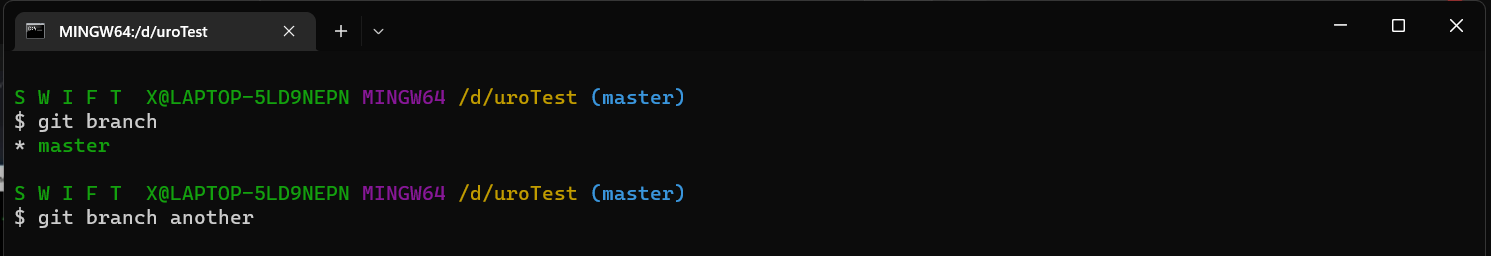 MINGW64:/d/uroTest
S W I F T  X@LAPTOP-5LD9NEPN MINGW64 /d/uroTest (master)
$ git branch
* master
S W I F T  X@LAPTOP-5LD9NEPN MINGW64 /d/uroTest (master)
$ git branch another